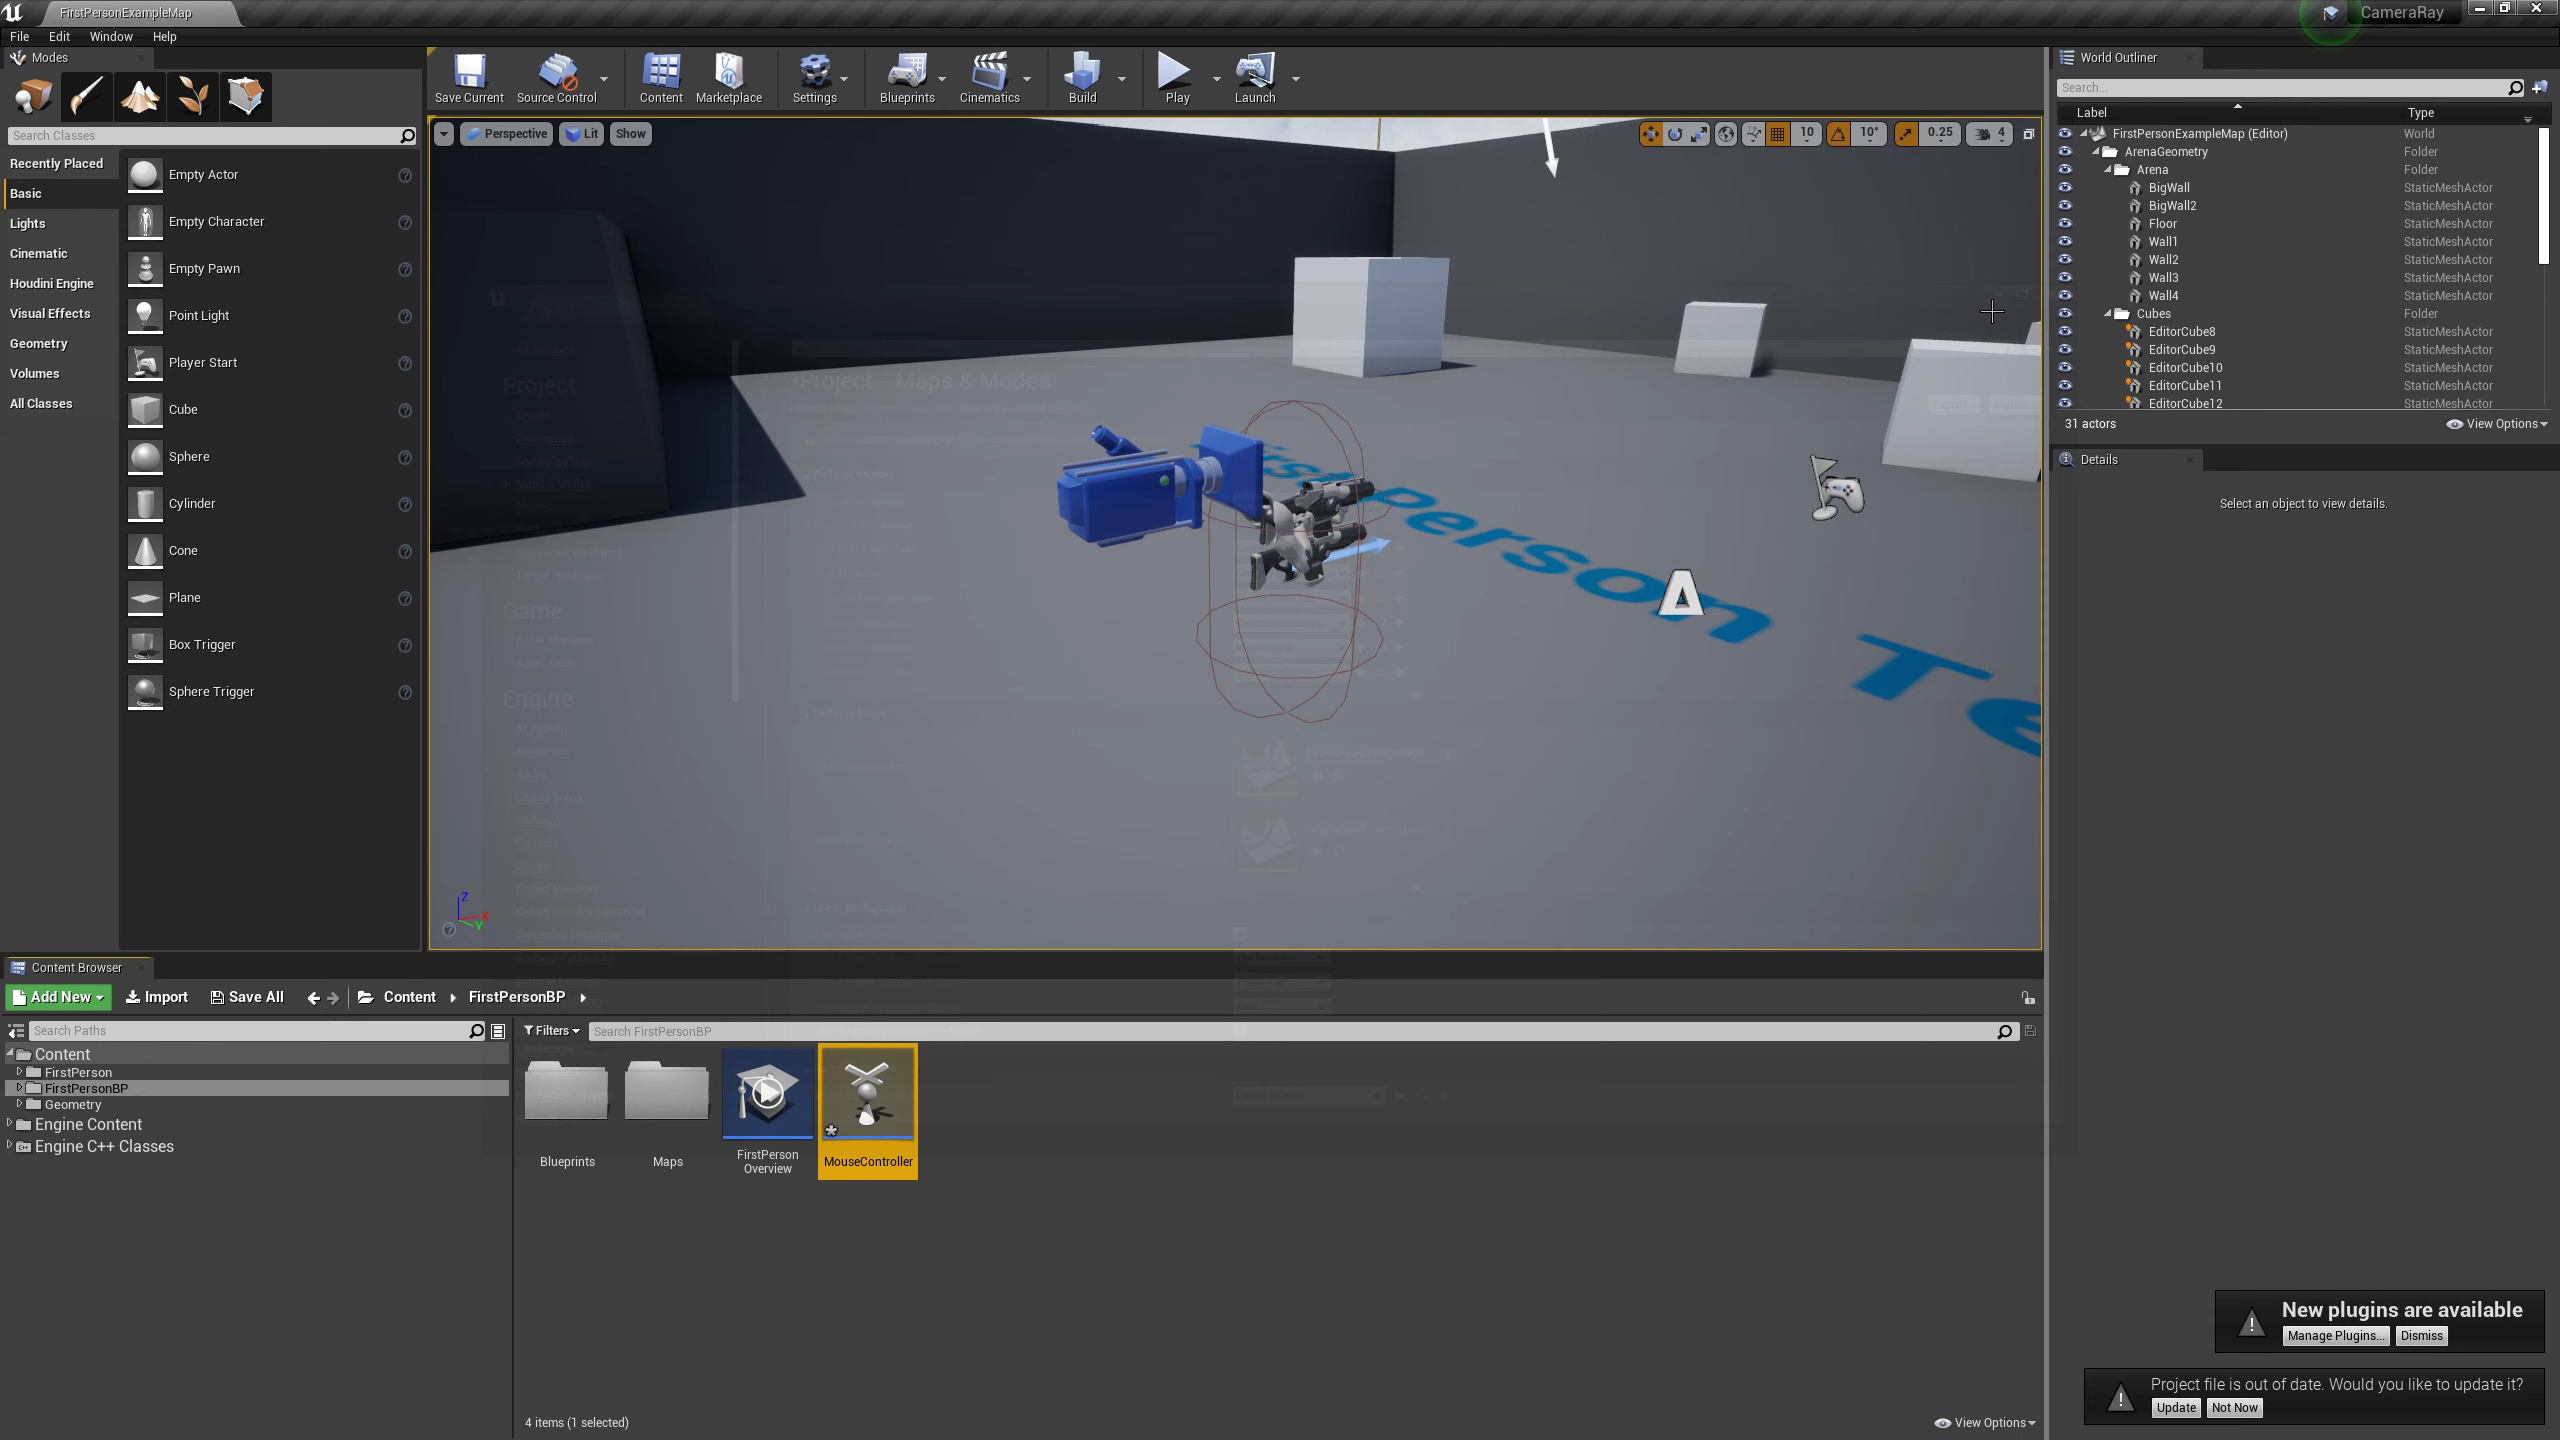 FirstPersonExampleMap
CameraRay
File Edit Window Help
Modes
Search Classes
Recently Placed
Basic
Lights
Cinematic
Houdini Engine
Visual Effects
Geometry
Volumes
All Classes
Empty Actor
Empty Character
Empty Pawn
Point Light
Player Start
Cube
Sphere
Cylinder
Cone
Plane
Box Trigger
Sphere Trigger
Save Current
Source Control
Content
Marketplace
Settings
Blueprints
Cinematics
Build
Play
Launch
Perspective
Lit
Show
10
10°
0.25
4
Project
Project - Maps & Modes
Game
Engine
A
Z
X
Y
World Outliner
Search...
Label Type
FirstPersonExampleMap (Editor) World
ArenaGeometry Folder
Arena Folder
BigWall StaticMeshActor
BigWall2 StaticMeshActor
Floor StaticMeshActor
Wall1 StaticMeshActor
Wall2 StaticMeshActor
Wall3 StaticMeshActor
Wall4 StaticMeshActor
Cubes Folder
EditorCube8 StaticMeshActor
EditorCube9 StaticMeshActor
EditorCube10 StaticMeshActor
EditorCube11 StaticMeshActor
EditorCube12 StaticMeshActor
31 actors
View Options
Details
Select an object to view details.
Content Browser
Add New Import Save All Content FirstPersonBP
Search Paths
Content
FirstPerson
FirstPersonBP
Geometry
Engine Content
Engine C++ Classes
Filters
Search FirstPersonBP
Blueprints
Maps
FirstPerson
Overview
MouseController
4 items (1 selected)
View Options
New plugins are available
Manage Plugins... Dismiss
Project file is out of date. Would you like to update it?
Update Not Now